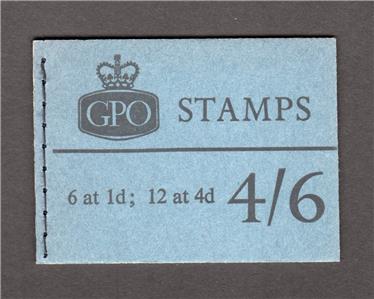 GPO STAMPS
6 at 1d; 12 at 4d 4/6